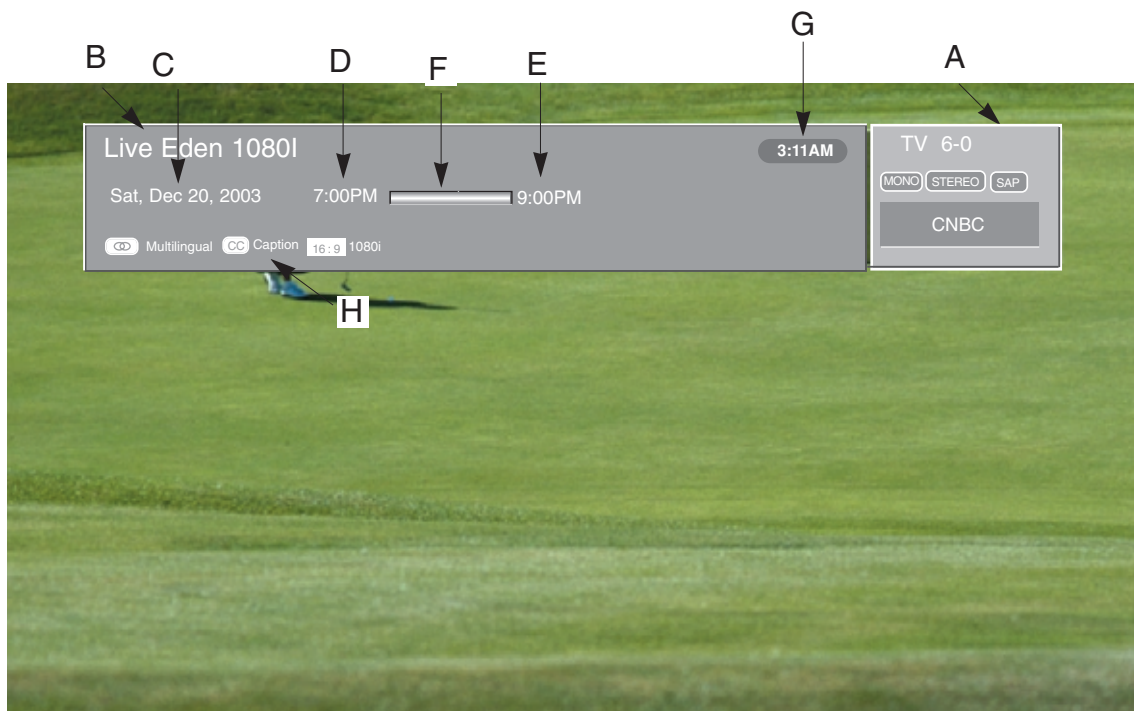 G
B C D F E A
Live Eden 1080I
3:11AM
TV 6-0
Sat, Dec 20, 2003 7:00PM 9:00PM
MONO STEREO SAP
CNBC
Multilingual CC Caption 16:9 1080i
H